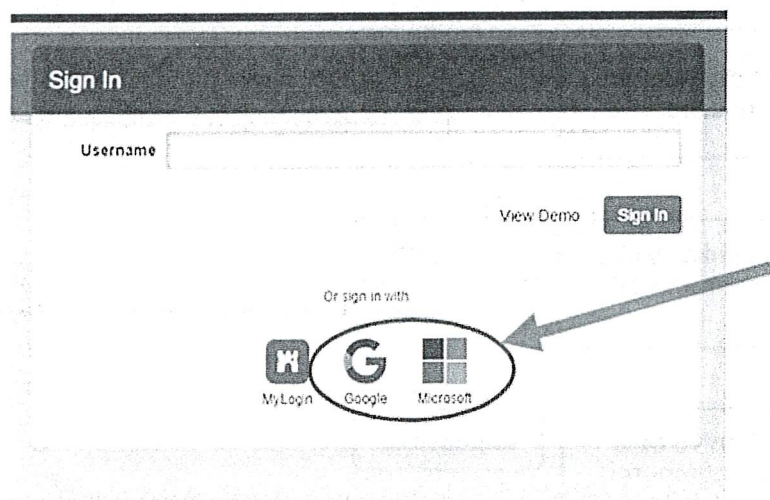 Sign In
Username
View Demo Sign In
Or sign in with
MyLogin Google Microsoft